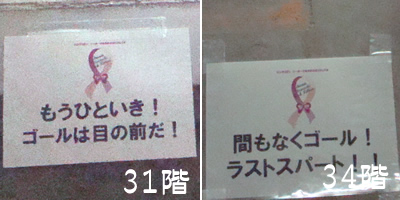 もうひといき！
ゴールは目の前だ！
31階
間もなくゴール！
ラストスパート！！
34階